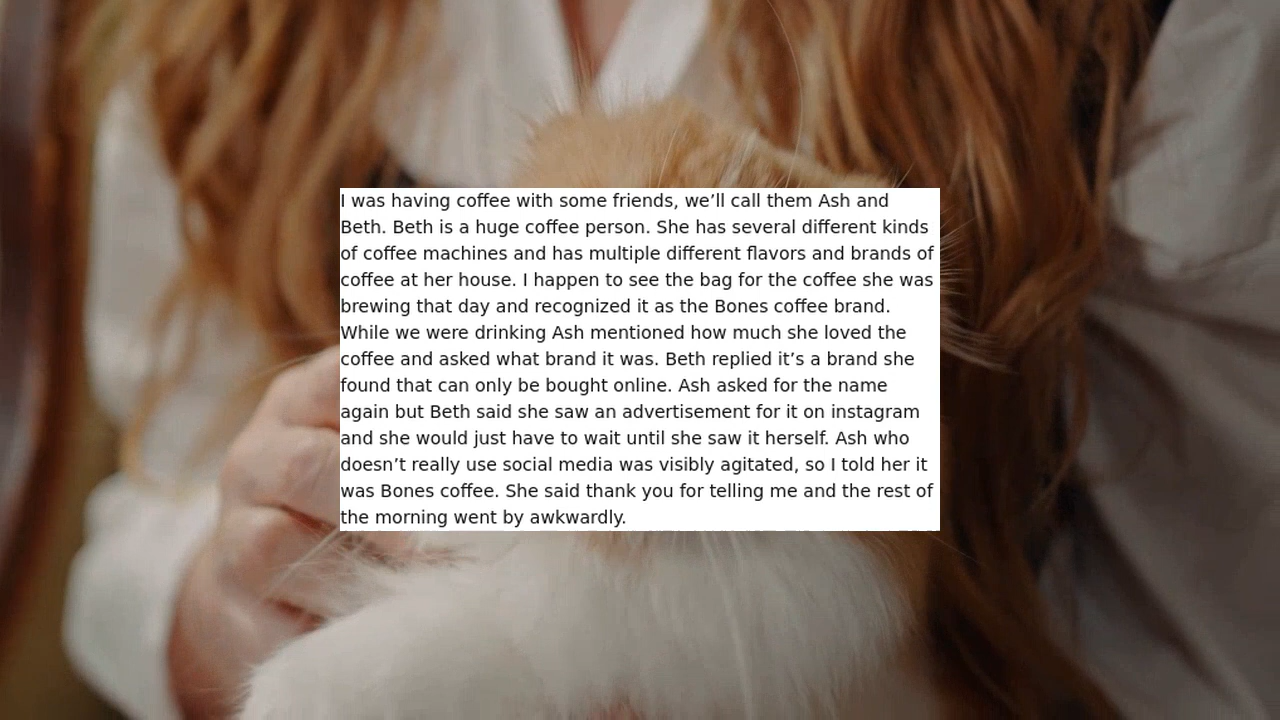 I was having coffee with some friends, we’ll call them Ash and
Beth. Beth is a huge coffee person. She has several different kinds
of coffee machines and has multiple different flavors and brands of
coffee at her house. I happen to see the bag for the coffee she was
brewing that day and recognized it as the Bones coffee brand.
While we were drinking Ash mentioned how much she loved the
coffee and asked what brand it was. Beth replied it’s a brand she
found that can only be bought online. Ash asked for the name
again but Beth said she saw an advertisement for it on instagram
and she would just have to wait until she saw it herself. Ash who
doesn’t really use social media was visibly agitated, so I told her it
was Bones coffee. She said thank you for telling me and the rest of
the morning went by awkwardly.